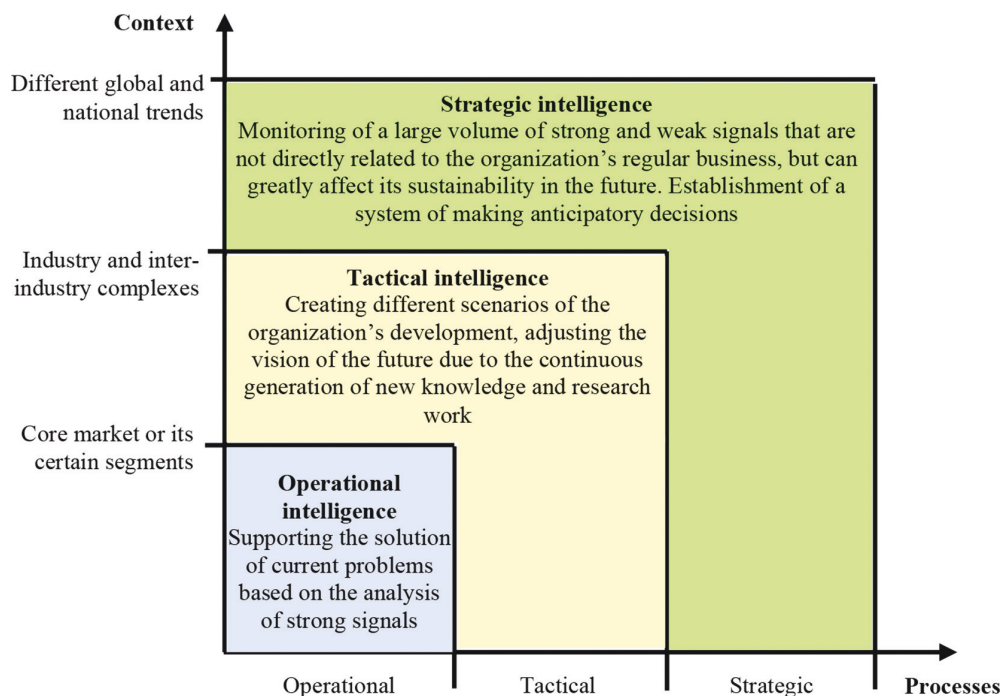 Context
Different global and
national trends
Strategic intelligence
Monitoring of a large volume of strong and weak signals that are
not directly related to the organization’s regular business, but can
greatly affect its sustainability in the future. Establishment of a
system of making anticipatory decisions
Industry and inter-
industry complexes
Tactical intelligence
Creating different scenarios of the
organization’s development, adjusting the
vision of the future due to the continuous
generation of new knowledge and research
work
Core market or its
certain segments
Operational
intelligence
Supporting the solution
of current problems
based on the analysis
of strong signals
Operational
Tactical
Strategic
Processes